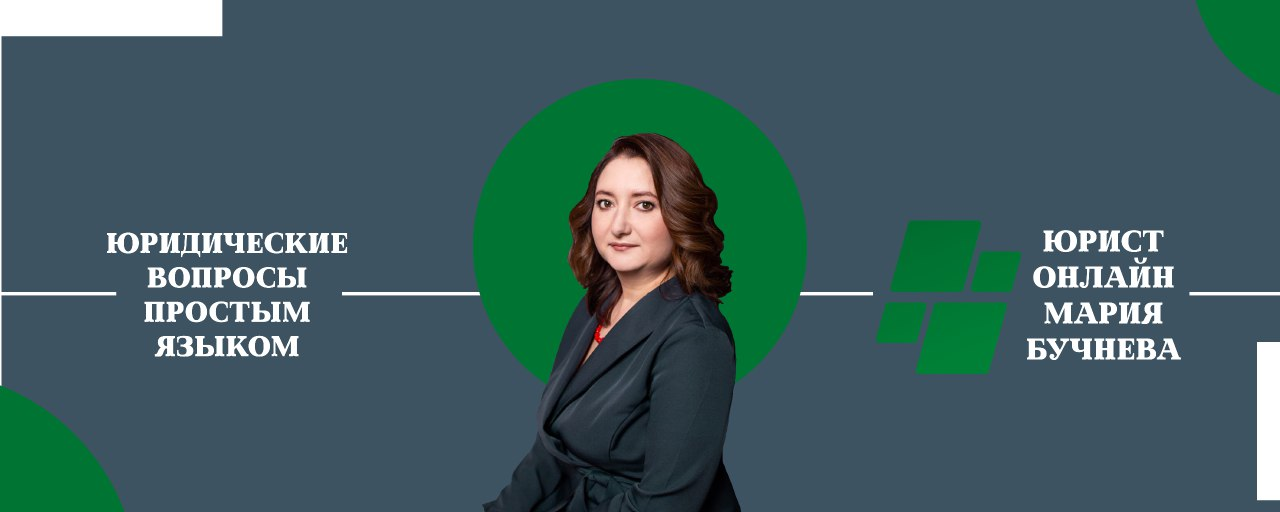 ЮРИДИЧЕСКИЕ
ВОПРОСЫ
ПРОСТЫМ
ЯЗЫКОМ
ЮРИСТ
ОНЛАЙН
МАРИЯ
БУЧНЕВА